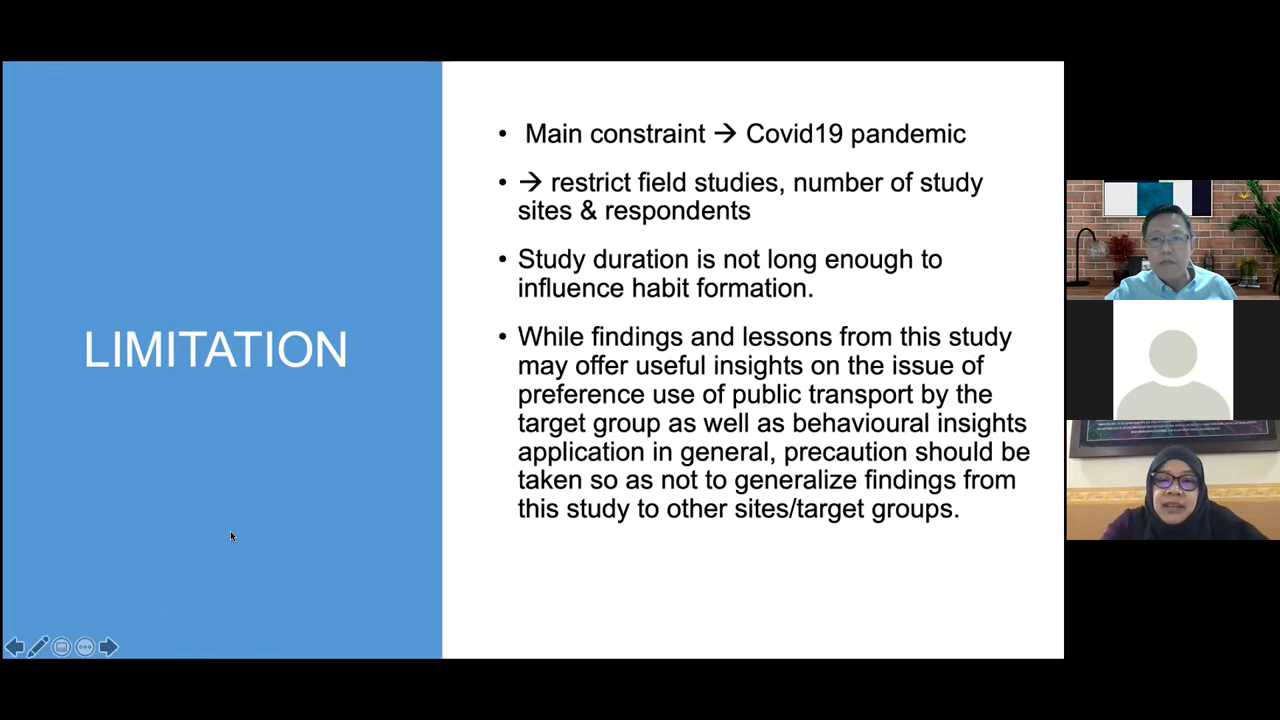 LIMITATION
• Main constraint → Covid19 pandemic
• → restrict field studies, number of study
sites & respondents
• Study duration is not long enough to
influence habit formation.
• While findings and lessons from this study
may offer useful insights on the issue of
preference use of public transport by the
target group as well as behavioural insights
application in general, precaution should be
taken so as not to generalize findings from
this study to other sites/target groups.